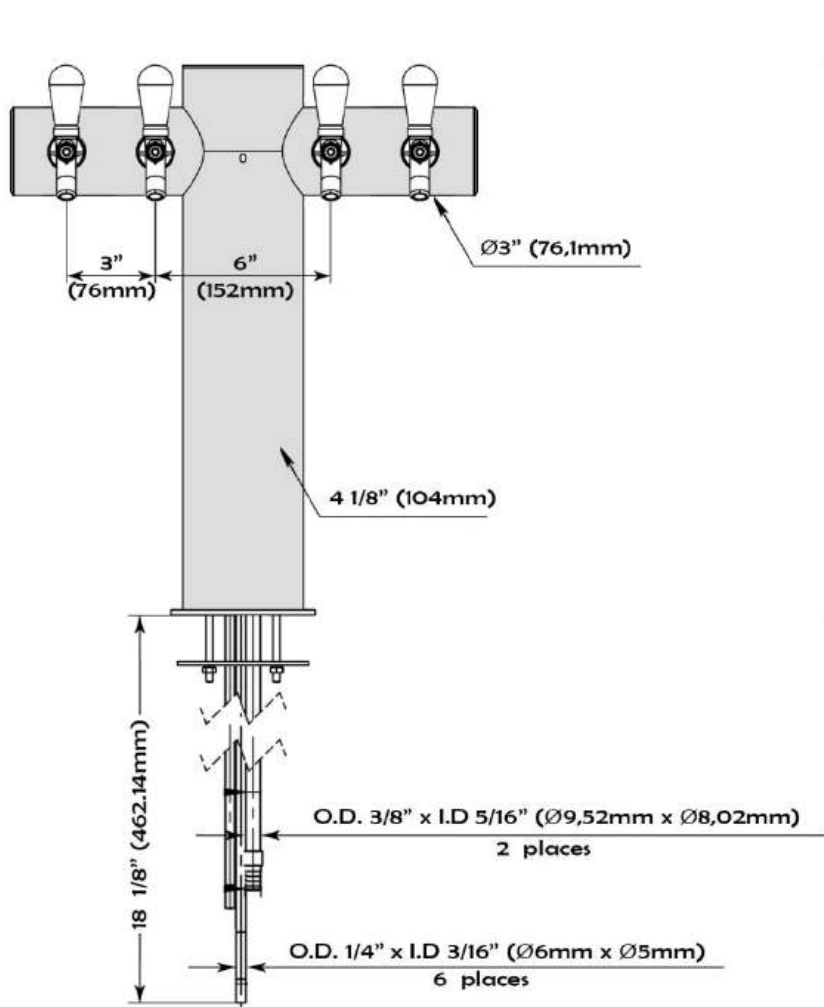 Ø3” (76,1mm)
3”
(76mm)
6”
(152mm)
4 1/8” (104mm)
18 1/8” (462.14mm)
O.D. 3/8” x I.D 5/16” (Ø9,52mm x Ø8,02mm)
2 places
O.D. 1/4” x I.D 3/16” (Ø6mm x Ø5mm)
6 places